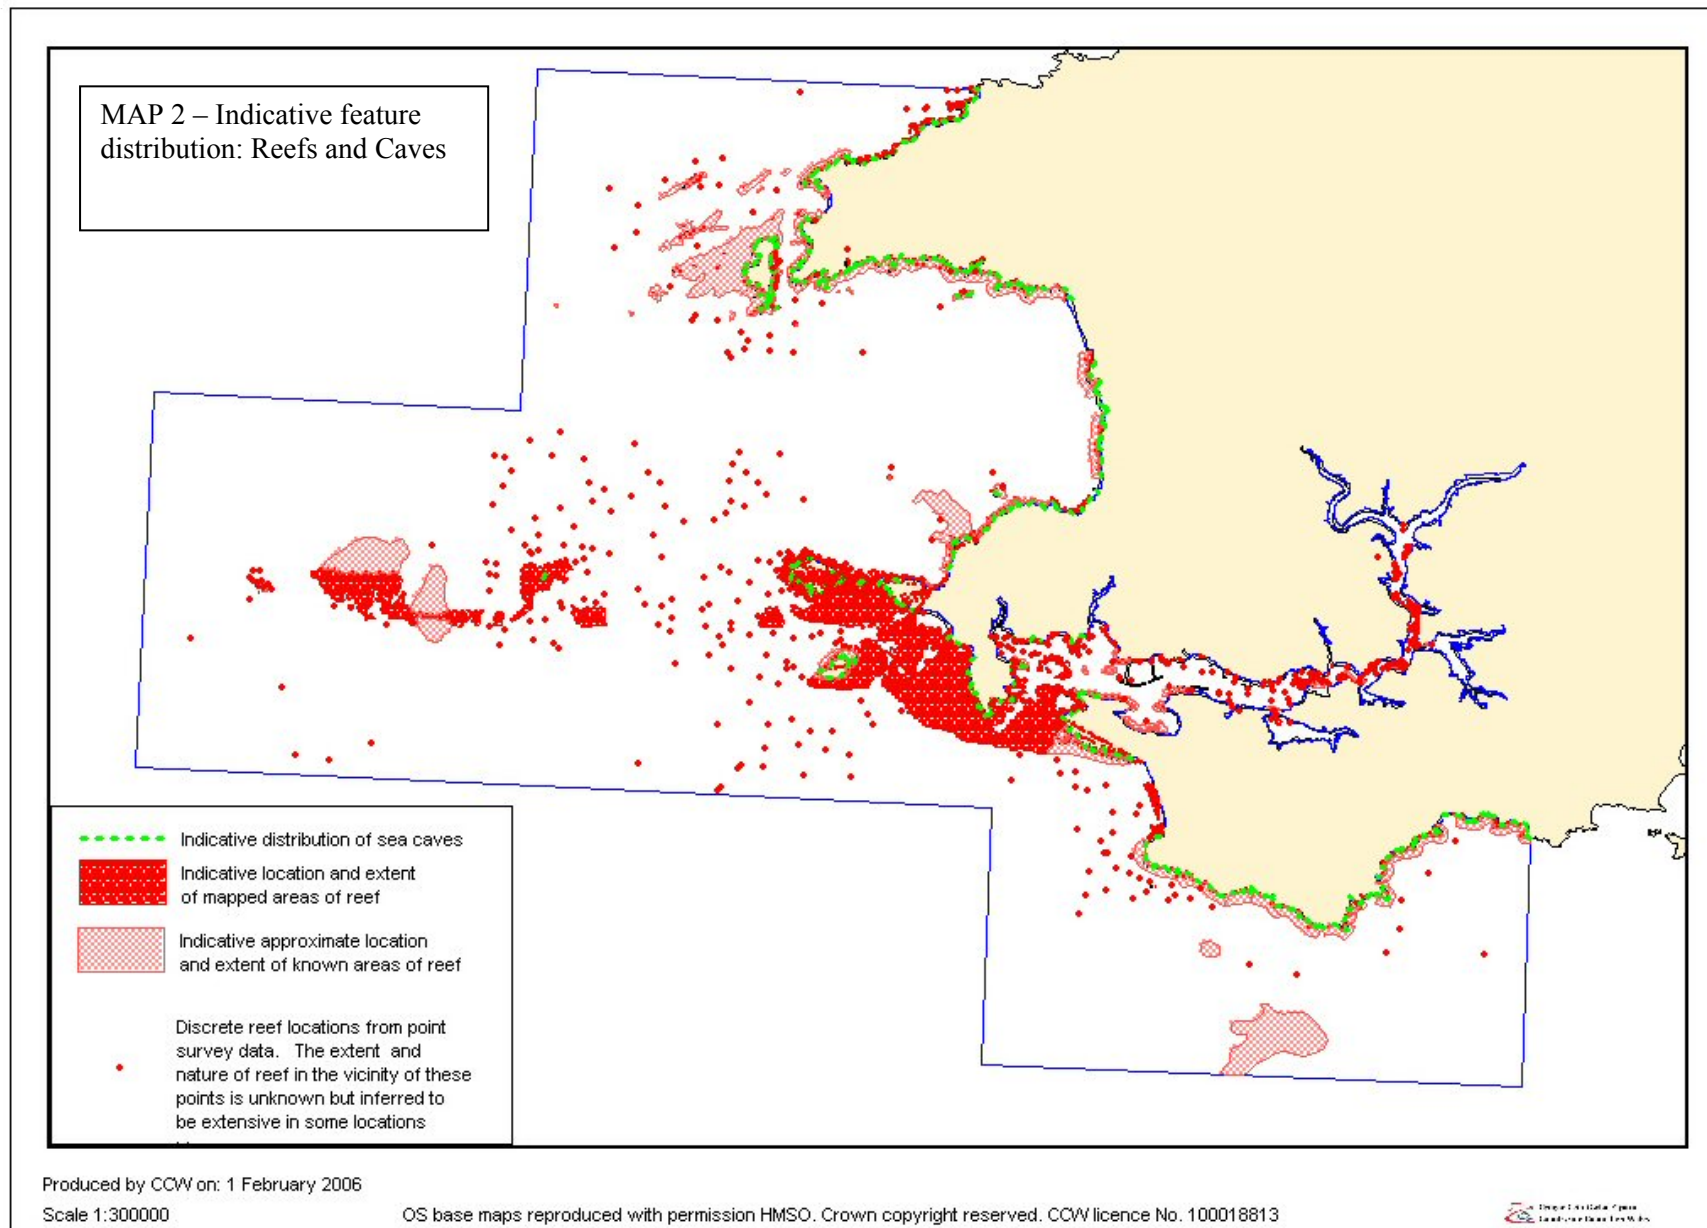 MAP 2 – Indicative feature
distribution: Reefs and Caves
Indicative distribution of sea caves
Indicative location and extent
of mapped areas of reef
Indicative approximate location
and extent of known areas of reef
Discrete reef locations from point
survey data. The extent and
nature of reef in the vicinity of these
points is unknown but inferred to
be extensive in some locations
Produced by CCW on: 1 February 2006
Scale 1:300000
OS base maps reproduced with permission HMSO. Crown copyright reserved. CCW licence No. 100018813